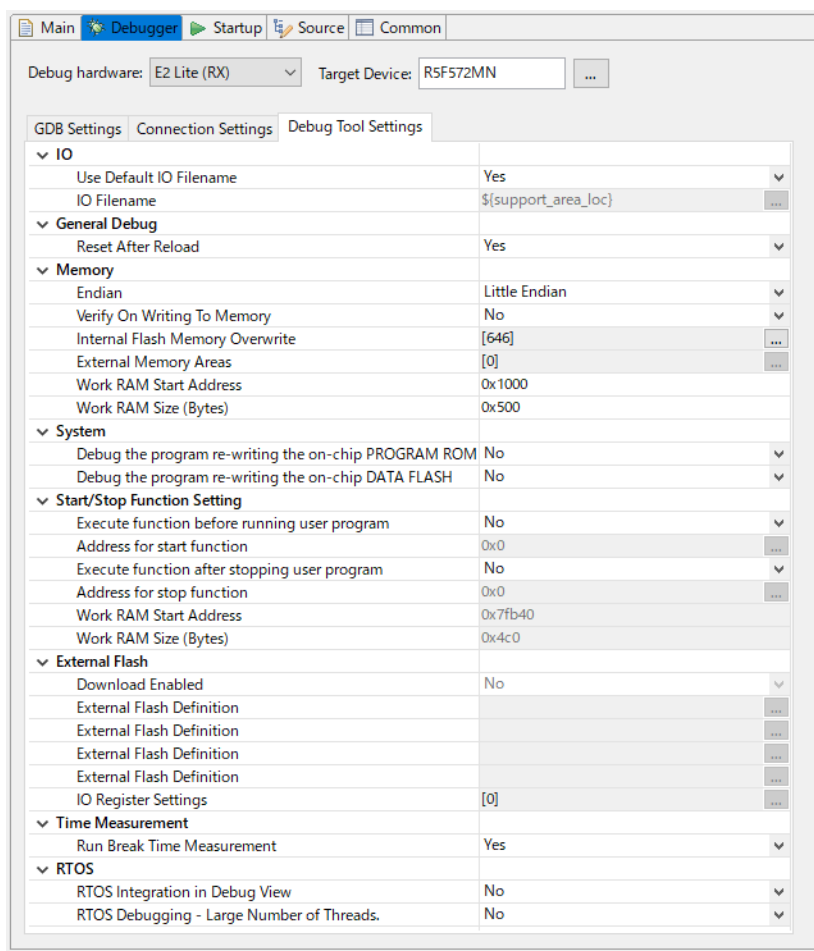 Main Debugger Startup Source Common
Debug hardware: E2 Lite (RX) Target Device: R5F572MN ...
GDB Settings Connection Settings Debug Tool Settings
IO
Use Default IO Filename Yes
IO Filename ${support_area_loc} ...
General Debug
Reset After Reload Yes
Memory
Endian Little Endian
Verify On Writing To Memory No
Internal Flash Memory Overwrite [646] ...
External Memory Areas [0] ...
Work RAM Start Address 0x1000
Work RAM Size (Bytes) 0x500
System
Debug the program re-writing the on-chip PROGRAM ROM No
Debug the program re-writing the on-chip DATA FLASH No
Start/Stop Function Setting
Execute function before running user program No
Address for start function 0x0 ...
Execute function after stopping user program No
Address for stop function 0x0 ...
Work RAM Start Address 0x7fb40
Work RAM Size (Bytes) 0x4c0
External Flash
Download Enabled No
External Flash Definition ...
External Flash Definition ...
External Flash Definition ...
External Flash Definition ...
IO Register Settings [0] ...
Time Measurement
Run Break Time Measurement Yes
RTOS
RTOS Integration in Debug View No
RTOS Debugging - Large Number of Threads. No